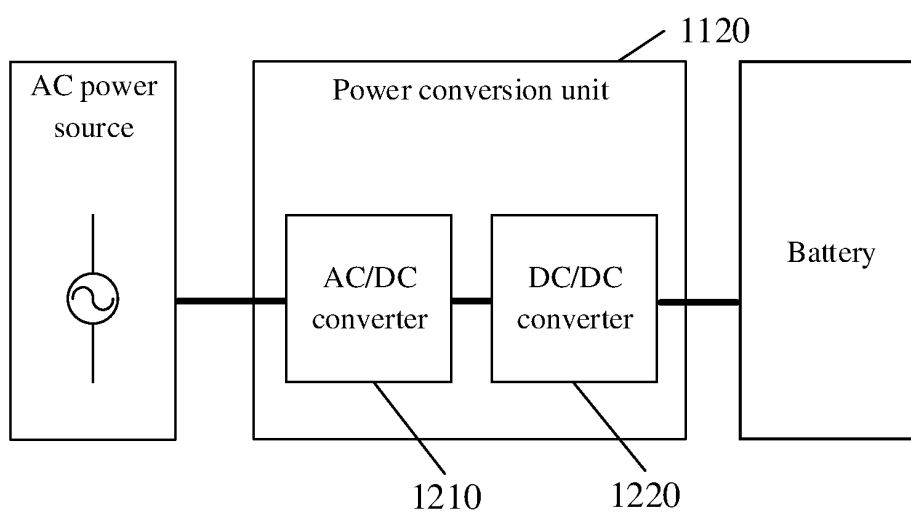 1120
AC power
source
Power conversion unit
AC/DC
converter
DC/DC
converter
Battery
1210
1220